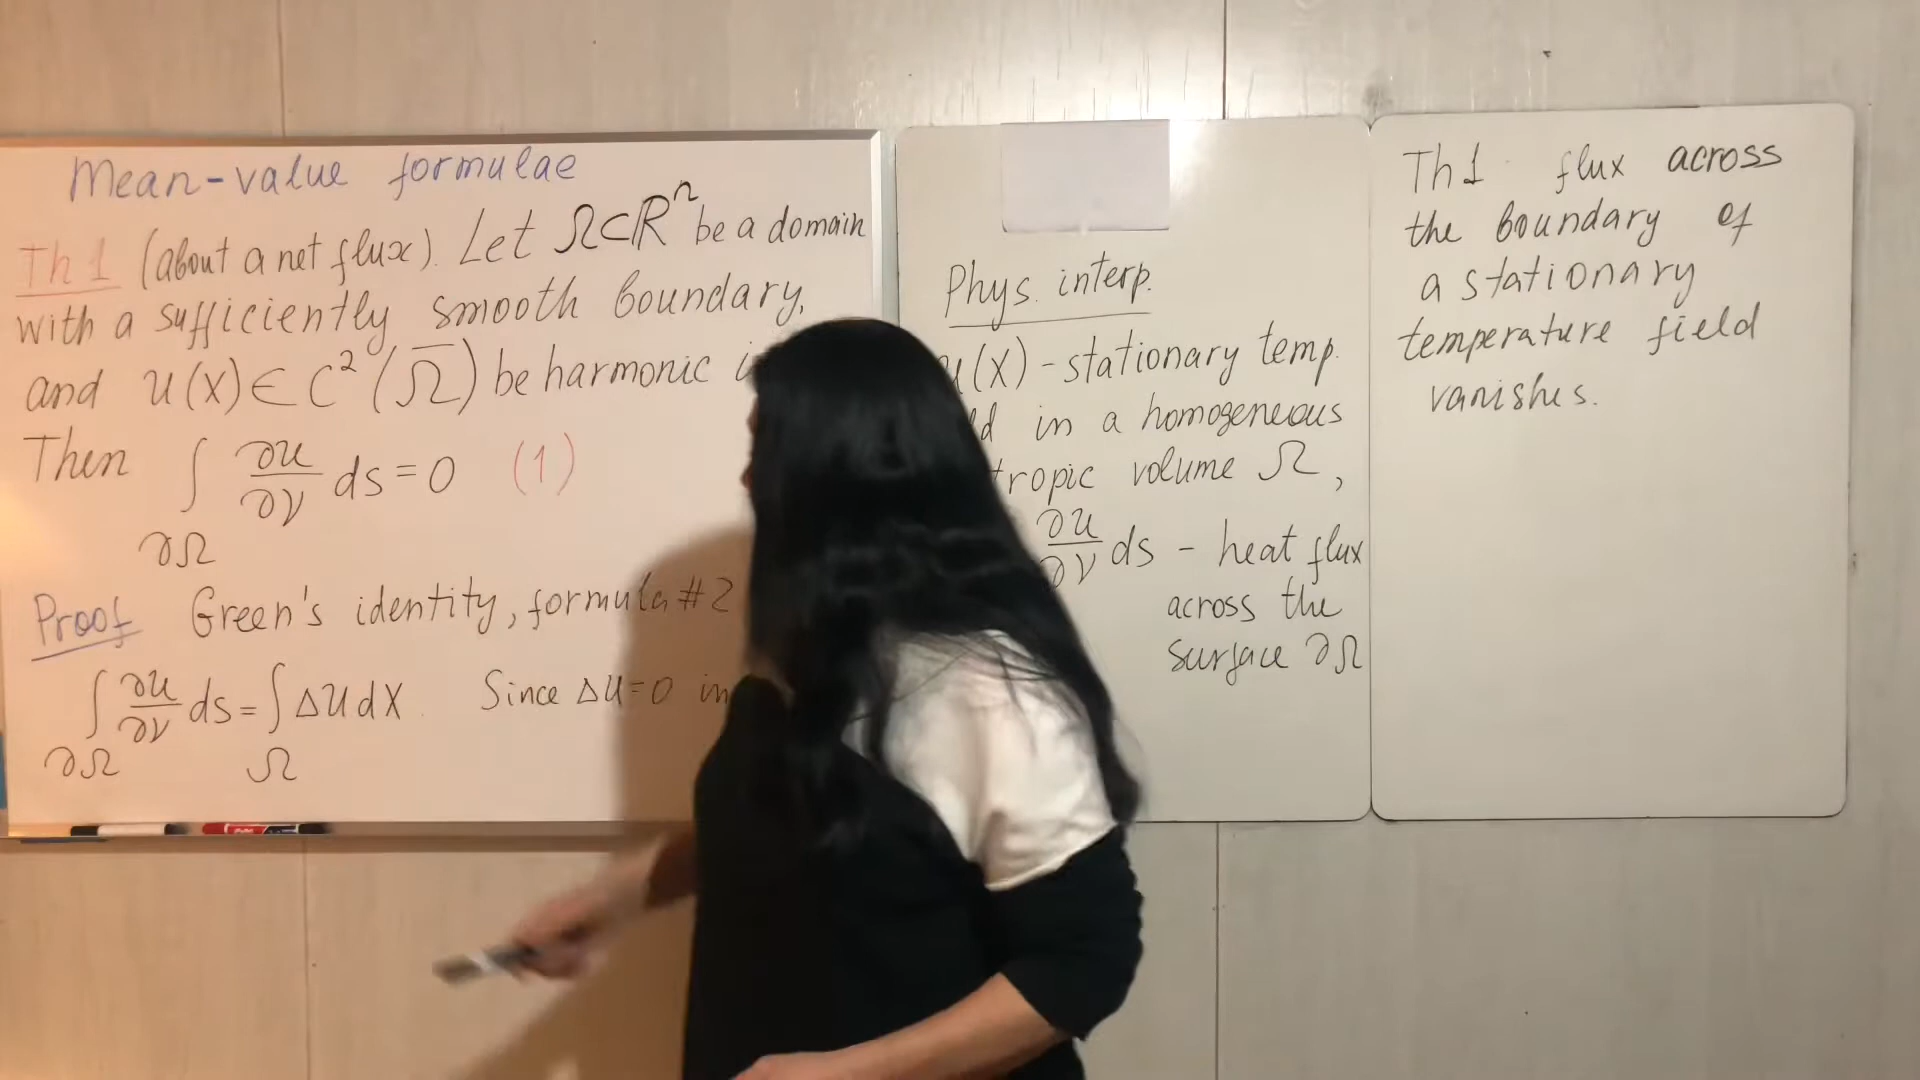 Mean-value formulae
Th 1 (about a net flux). Let Ω⊂ℝⁿ be a domain
with a sufficiently smooth boundary,
and u(x)∈C²(Ω̅) be harmonic
Then ∫ ∂u/∂ν ds = 0 (1)
∂Ω
Proof Green's identity, formula #2
∫ ∂u/∂ν ds = ∫ Δu dx. Since Δu=0 in
∂Ω Ω
Phys. interp.
u(x) - stationary temp.
in a homogeneous
volume Ω,
∂u/∂ν ds - heat flux
across the
surface ∂Ω
Th1 flux across
the boundary of
a stationary
temperature field
vanishes.